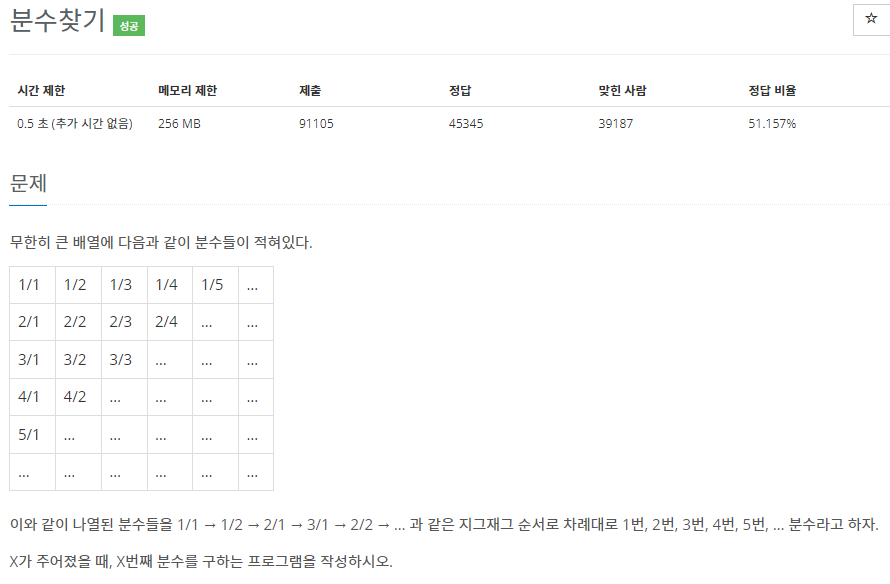 분수찾기 성공
☆
시간 제한 메모리 제한 제출 정답 맞힌 사람 정답 비율
0.5 초 (추가 시간 없음) 256 MB 91105 45345 39187 51.157%
문제
무한히 큰 배열에 다음과 같이 분수들이 적혀있다.
1/1 1/2 1/3 1/4 1/5 ...
2/1 2/2 2/3 2/4 ... ...
3/1 3/2 3/3 ... ... ...
4/1 4/2 ... ... ... ...
5/1 ... ... ... ... ...
... ... ... ... ... ...
이와 같이 나열된 분수들을 1/1 → 1/2 → 2/1 → 3/1 → 2/2 → ... 과 같은 지그재그 순서로 차례대로 1번, 2번, 3번, 4번, 5번, ... 분수라고 하자.
X가 주어졌을 때, X번째 분수를 구하는 프로그램을 작성하시오.